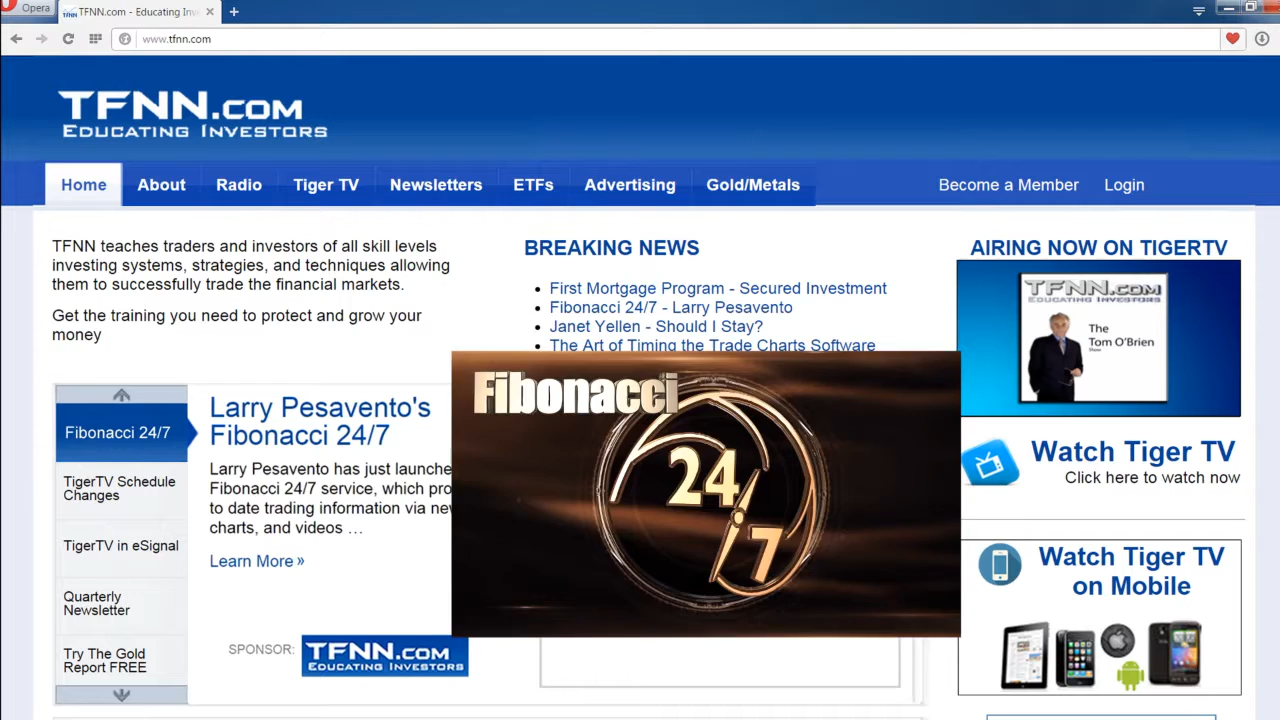 Opera
TFNN.com - Educating Inv
www.tfnn.com
TFNN.COM
EDUCATING INVESTORS
Home
About
Radio
Tiger TV
Newsletters
ETFs
Advertising
Gold/Metals
Become a Member
Login
TFNN teaches traders and investors of all skill levels
investing systems, strategies, and techniques allowing
them to successfully trade the financial markets.
Get the training you need to protect and grow your
money
BREAKING NEWS
First Mortgage Program - Secured Investment
Fibonacci 24/7 - Larry Pesavento
Janet Yellen - Should I Stay?
The Art of Timing the Trade Charts Software
AIRING NOW ON TIGERTV
TFNN.COM
EDUCATING INVESTORS
The
Tom O'Brien
Show
Watch Tiger TV
Click here to watch now
Watch Tiger TV
on Mobile
Fibonacci 24/7
TigerTV Schedule
Changes
TigerTV in eSignal
Quarterly
Newsletter
Try The Gold
Report FREE
Larry Pesavento's
Fibonacci 24/7
Larry Pesavento has just launche
Fibonacci 24/7 service, which pro
to date trading information via new
charts, and videos …
Learn More »
SPONSOR:
TFNN.COM
EDUCATING INVESTORS
Fibonacci
24
7